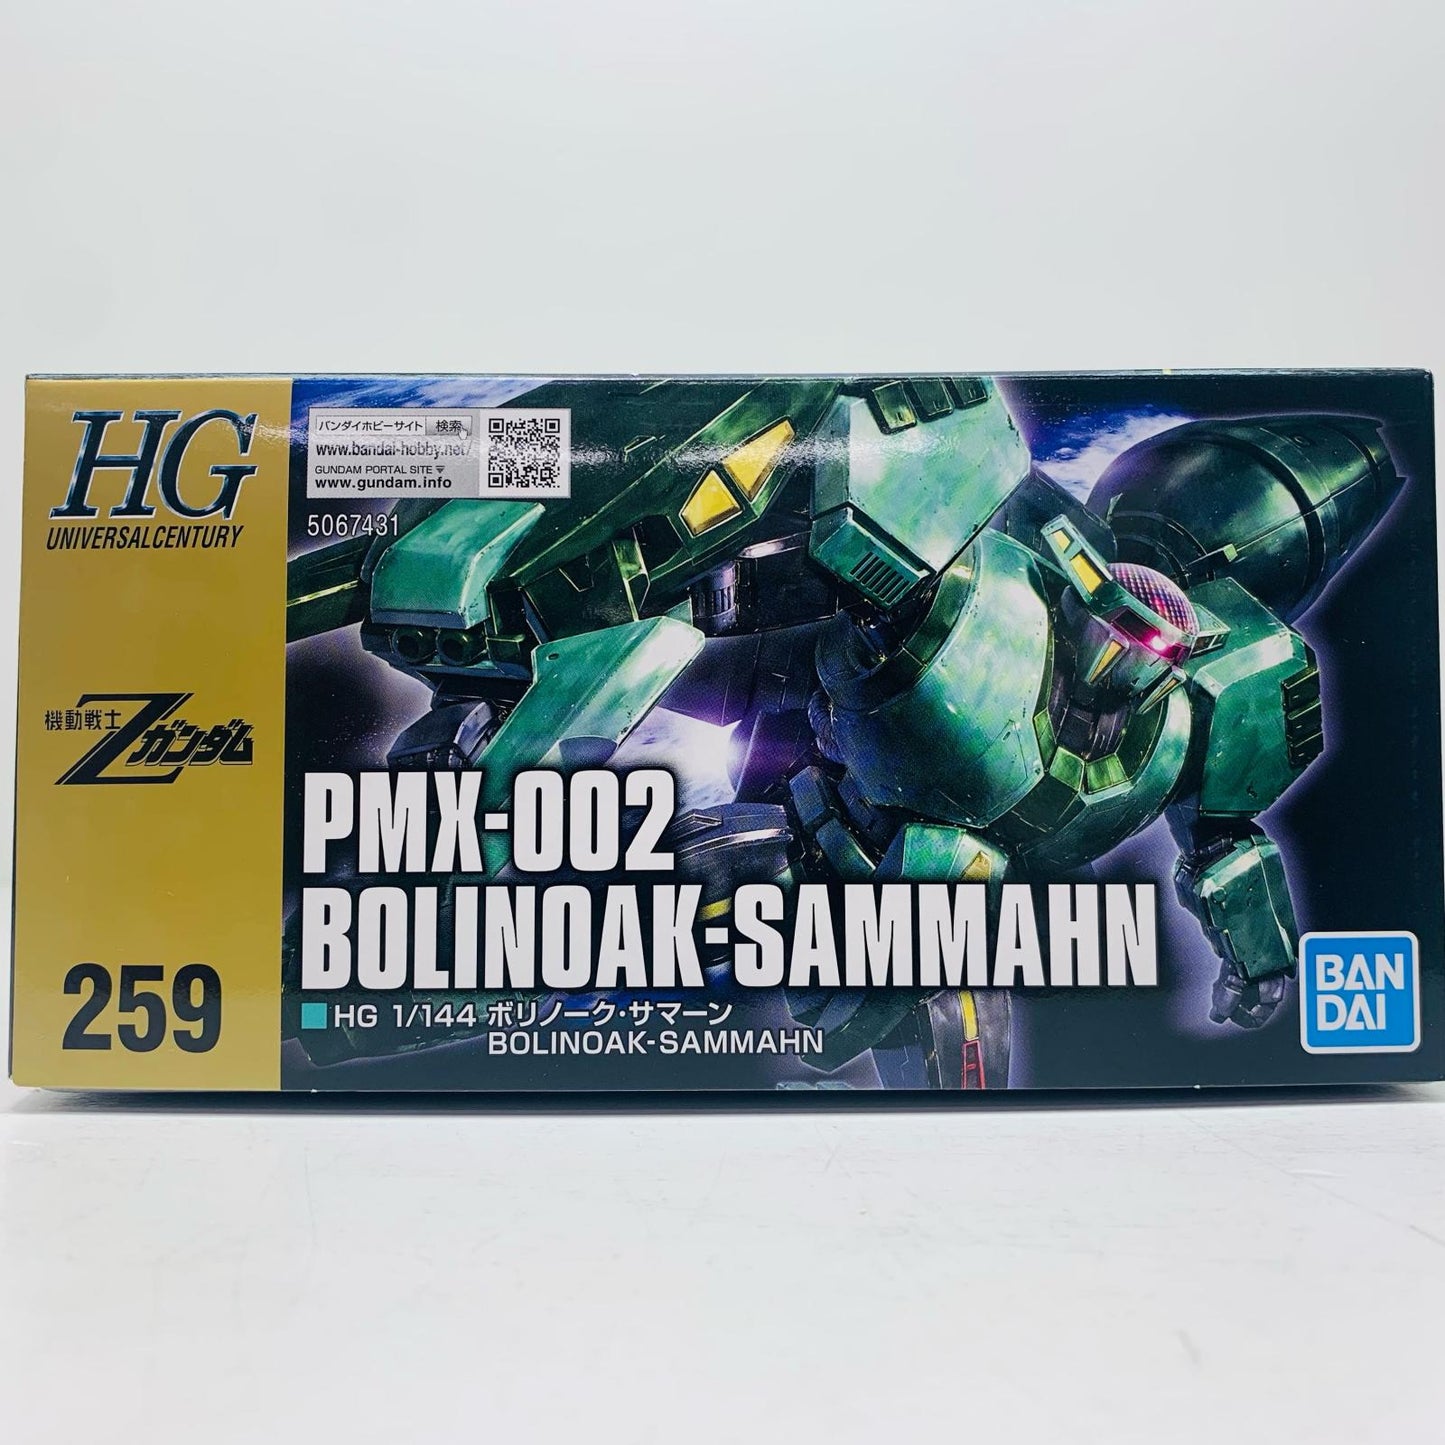 HG
UNIVERSALCENTURY
機動戦士
Zガンダム
259
バンダイホビーサイト 検索
www.bandai-hobby.net/
GUNDAM PORTAL SITE
www.gundam.info
5067431
PMX-002
BOLINOAK-SAMMAHN
HG 1/144 ボリノーク・サマーン
BOLINOAK-SAMMAHN
BAN
DAI